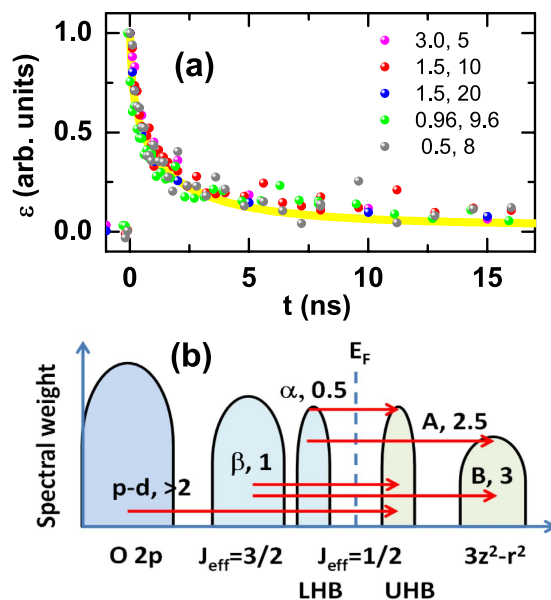 (a)
ε (arb. units)
1.0
0.5
0.0
3.0, 5
1.5, 10
1.5, 20
0.96, 9.6
0.5, 8
0 5 10 15
t (ns)
(b)
Spectral weight
E_F
α, 0.5
A, 2.5
β, 1
B, 3
p-d, >2
O 2p J_eff=3/2 J_eff=1/2 3z²-r²
LHB UHB